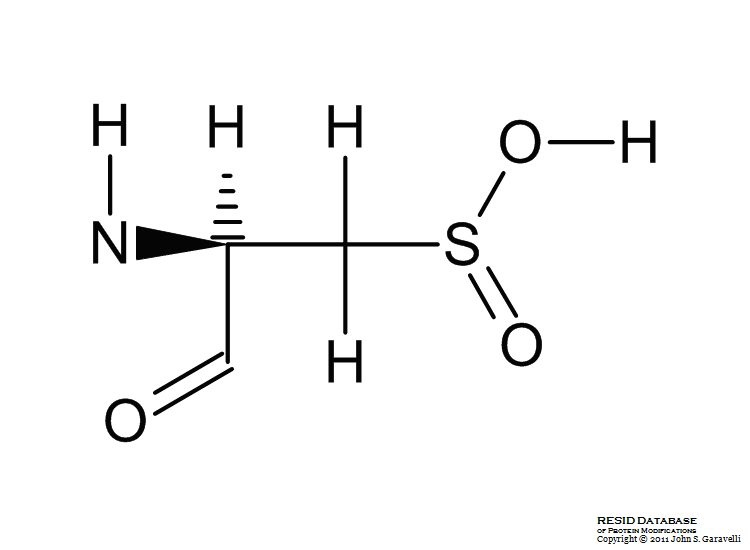 H H H O H
N S
H O
O
RESID DATABASE
OF PROTEIN MODIFICATIONS
Copyright © 2011 John S. Garavelli